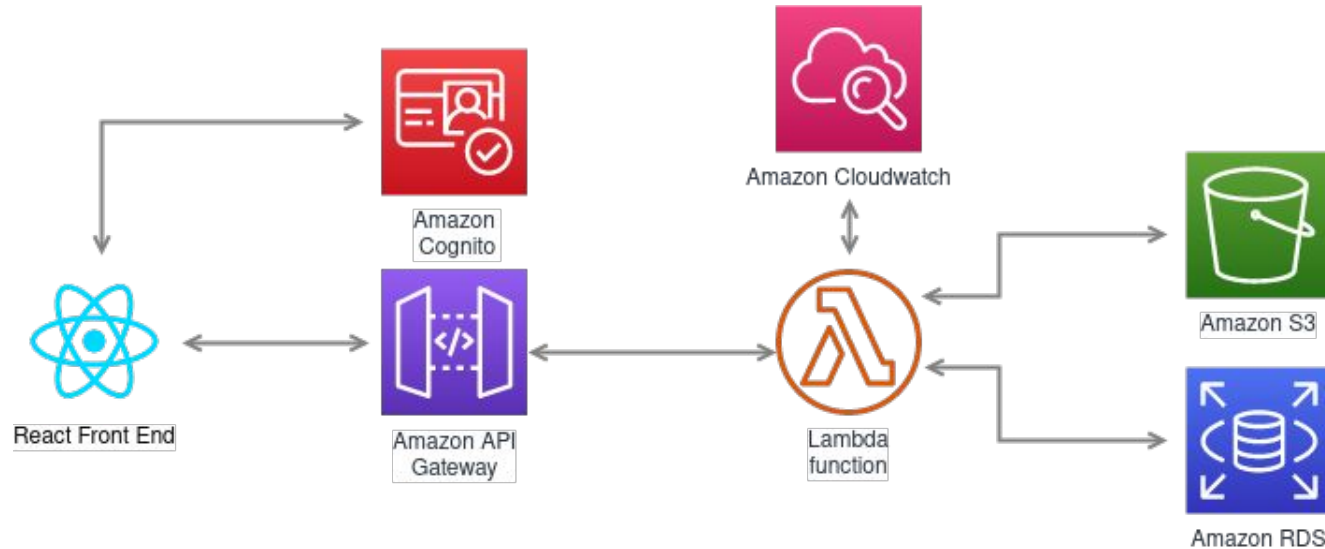 Amazon
Cognito
Amazon Cloudwatch
Amazon S3
React Front End
Amazon API
Gateway
</>
Lambda
function
Amazon RDS